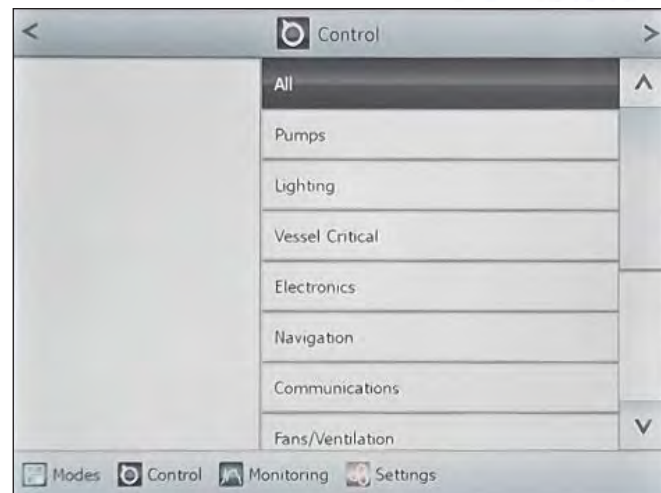 Control
All
Pumps
Lighting
Vessel Critical
Electronics
Navigation
Communications
Fans/Ventilation
Modes Control Monitoring Settings